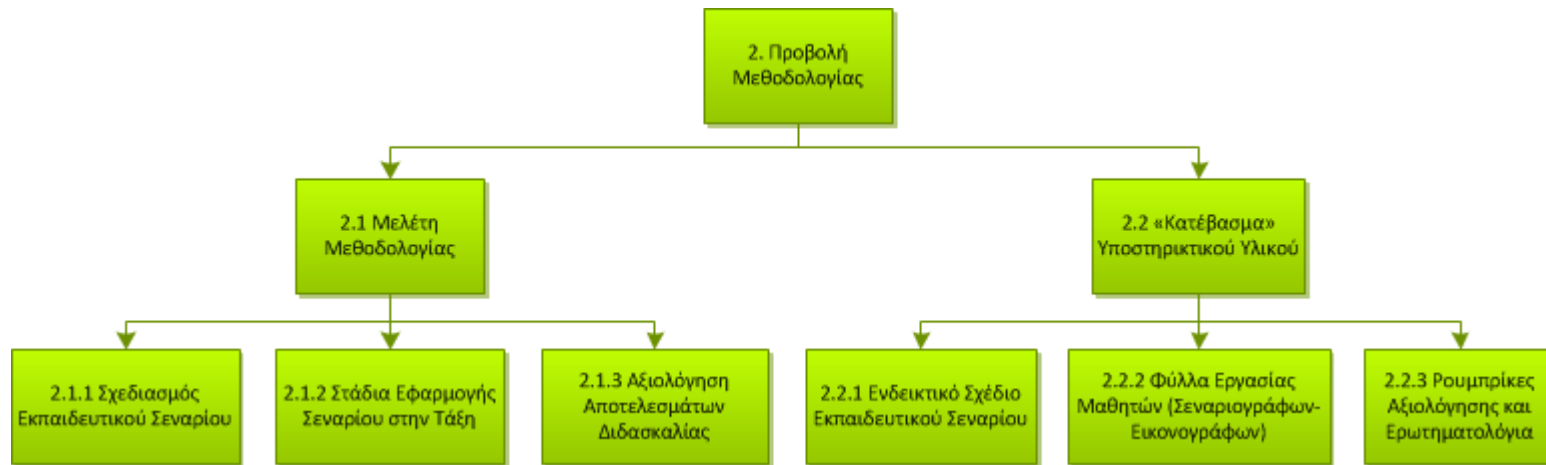 2. Προβολή
Μεθοδολογίας
2.1 Μελέτη
Μεθοδολογίας
2.2 «Κατέβασμα»
Υποστηρικτικού Υλικού
2.1.1 Σχεδιασμός
Εκπαιδευτικού Σεναρίου
2.1.2 Στάδια Εφαρμογής
Σεναρίου στην Τάξη
2.1.3 Αξιολόγηση
Αποτελεσμάτων
Διδασκαλίας
2.2.1 Ενδεικτικό Σχέδιο
Εκπαιδευτικού Σεναρίου
2.2.2 Φύλλα Εργασίας
Μαθητών (Σεναριογράφων-
Εικονογράφων)
2.2.3 Ρουμπρίκες
Αξιολόγησης και
Ερωτηματολόγια